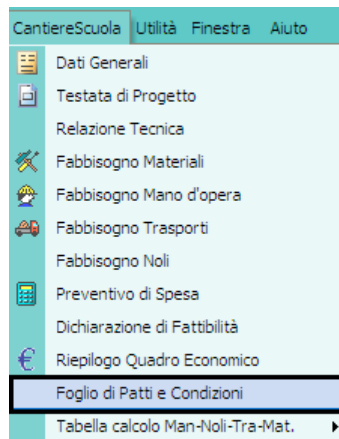 CantiereScuola Utilità Finestra Aiuto
Dati Generali
Testata di Progetto
Relazione Tecnica
Fabbisogno Materiali
Fabbisogno Mano d'opera
Fabbisogno Trasporti
Fabbisogno Noli
Preventivo di Spesa
Dichiarazione di Fattibilità
€ Riepilogo Quadro Economico
Foglio di Patti e Condizioni
Tabella calcolo Man-Noli-Tra-Mat.